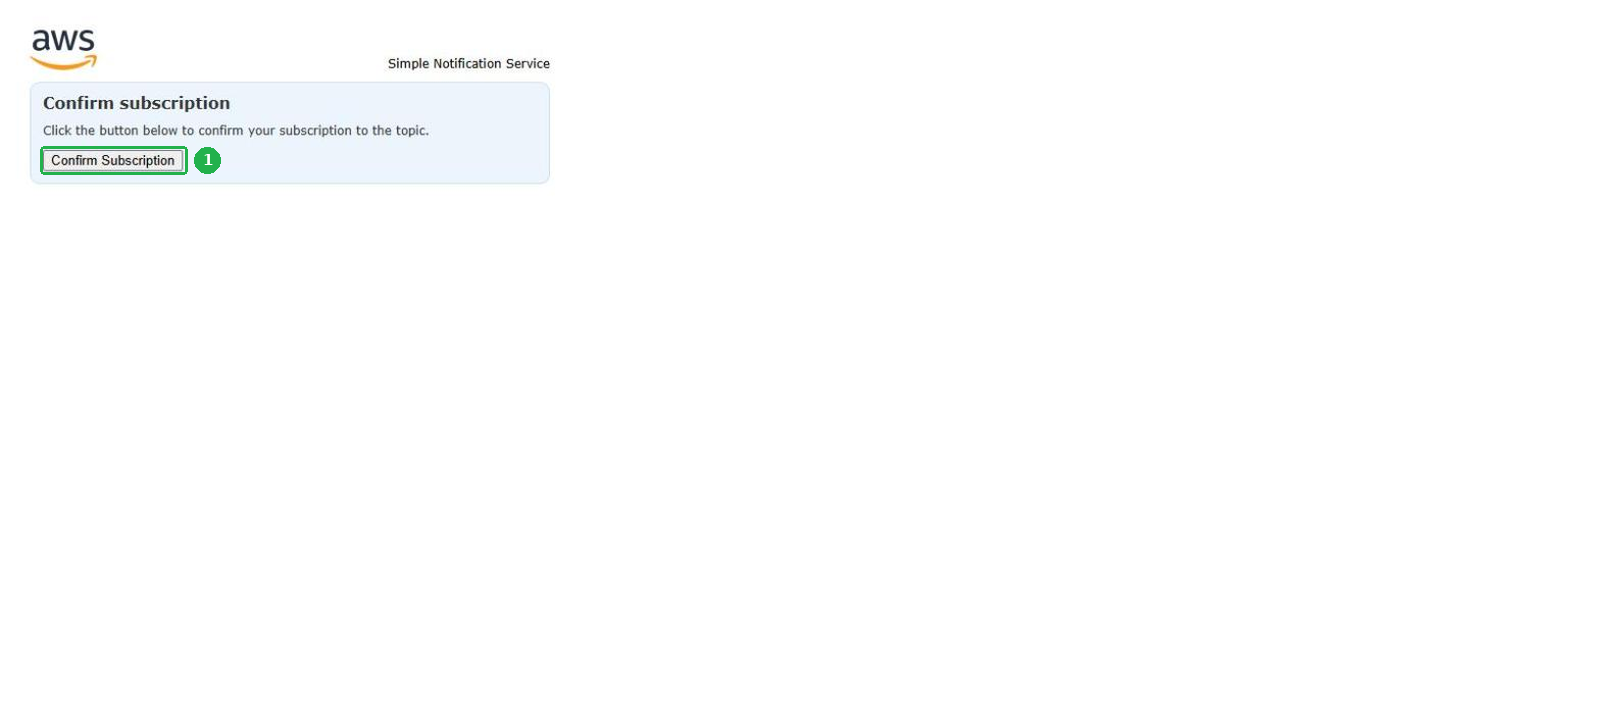 aws
Simple Notification Service
Confirm subscription
Click the button below to confirm your subscription to the topic.
Confirm Subscription 1